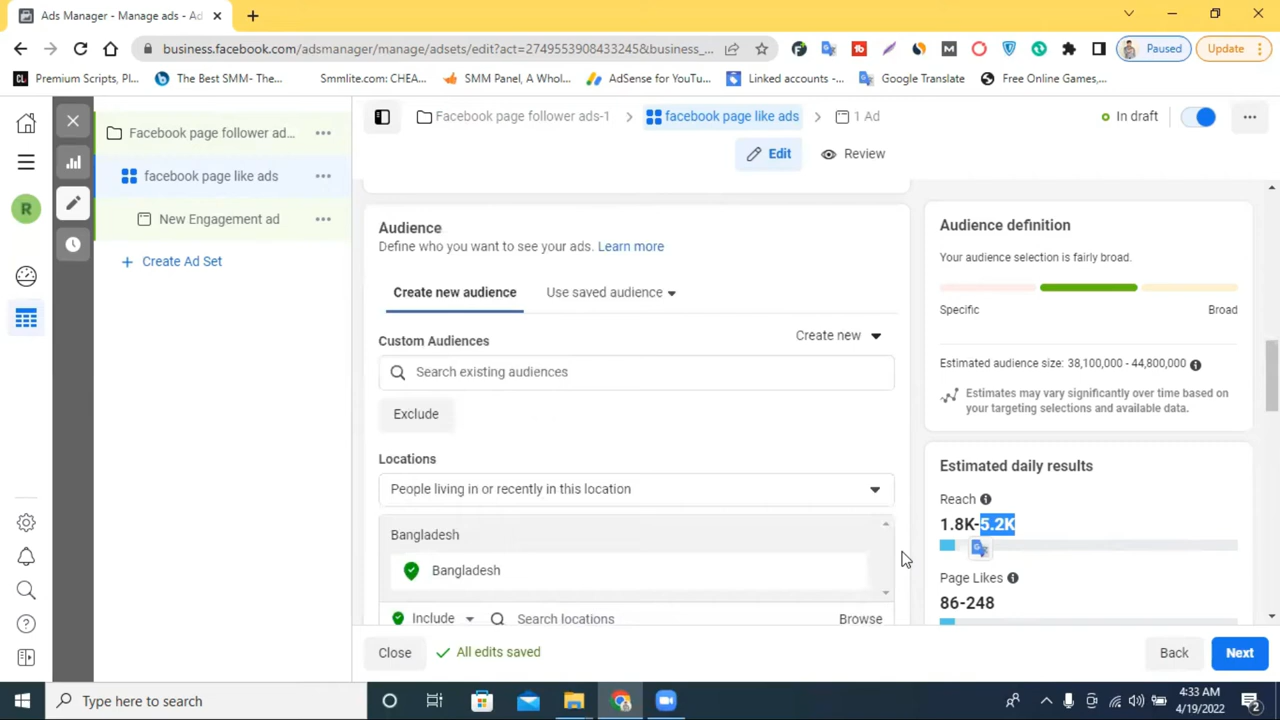 Ads Manager - Manage ads - Ad
business.facebook.com/adsmanager/manage/adsets/edit?act=274955390843324​5&business_...
Paused
Update
Premium Scripts, Pl...
The Best SMM- The...
Smmlite.com: CHEA...
SMM Panel, A Whol...
AdSense for YouTu...
Linked accounts -...
Google Translate
Free Online Games,...
Facebook page follower ad...
facebook page like ads
New Engagement ad
Create Ad Set
R
Facebook page follower ads-1
facebook page like ads
1 Ad
In draft
Edit
Review
Audience
Define who you want to see your ads. Learn more
Create new audience
Use saved audience
Custom Audiences
Create new
Search existing audiences
Exclude
Locations
People living in or recently in this location
Bangladesh
Bangladesh
Include
Search locations
Browse
Audience definition
Your audience selection is fairly broad.
Specific
Broad
Estimated audience size: 38,100,000 - 44,800,000
Estimates may vary significantly over time based on
your targeting selections and available data.
Estimated daily results
Reach
1.8K-5.2K
Page Likes
86-248
Close
All edits saved
Back
Next
Type here to search
4:33 AM
4/19/2022
2